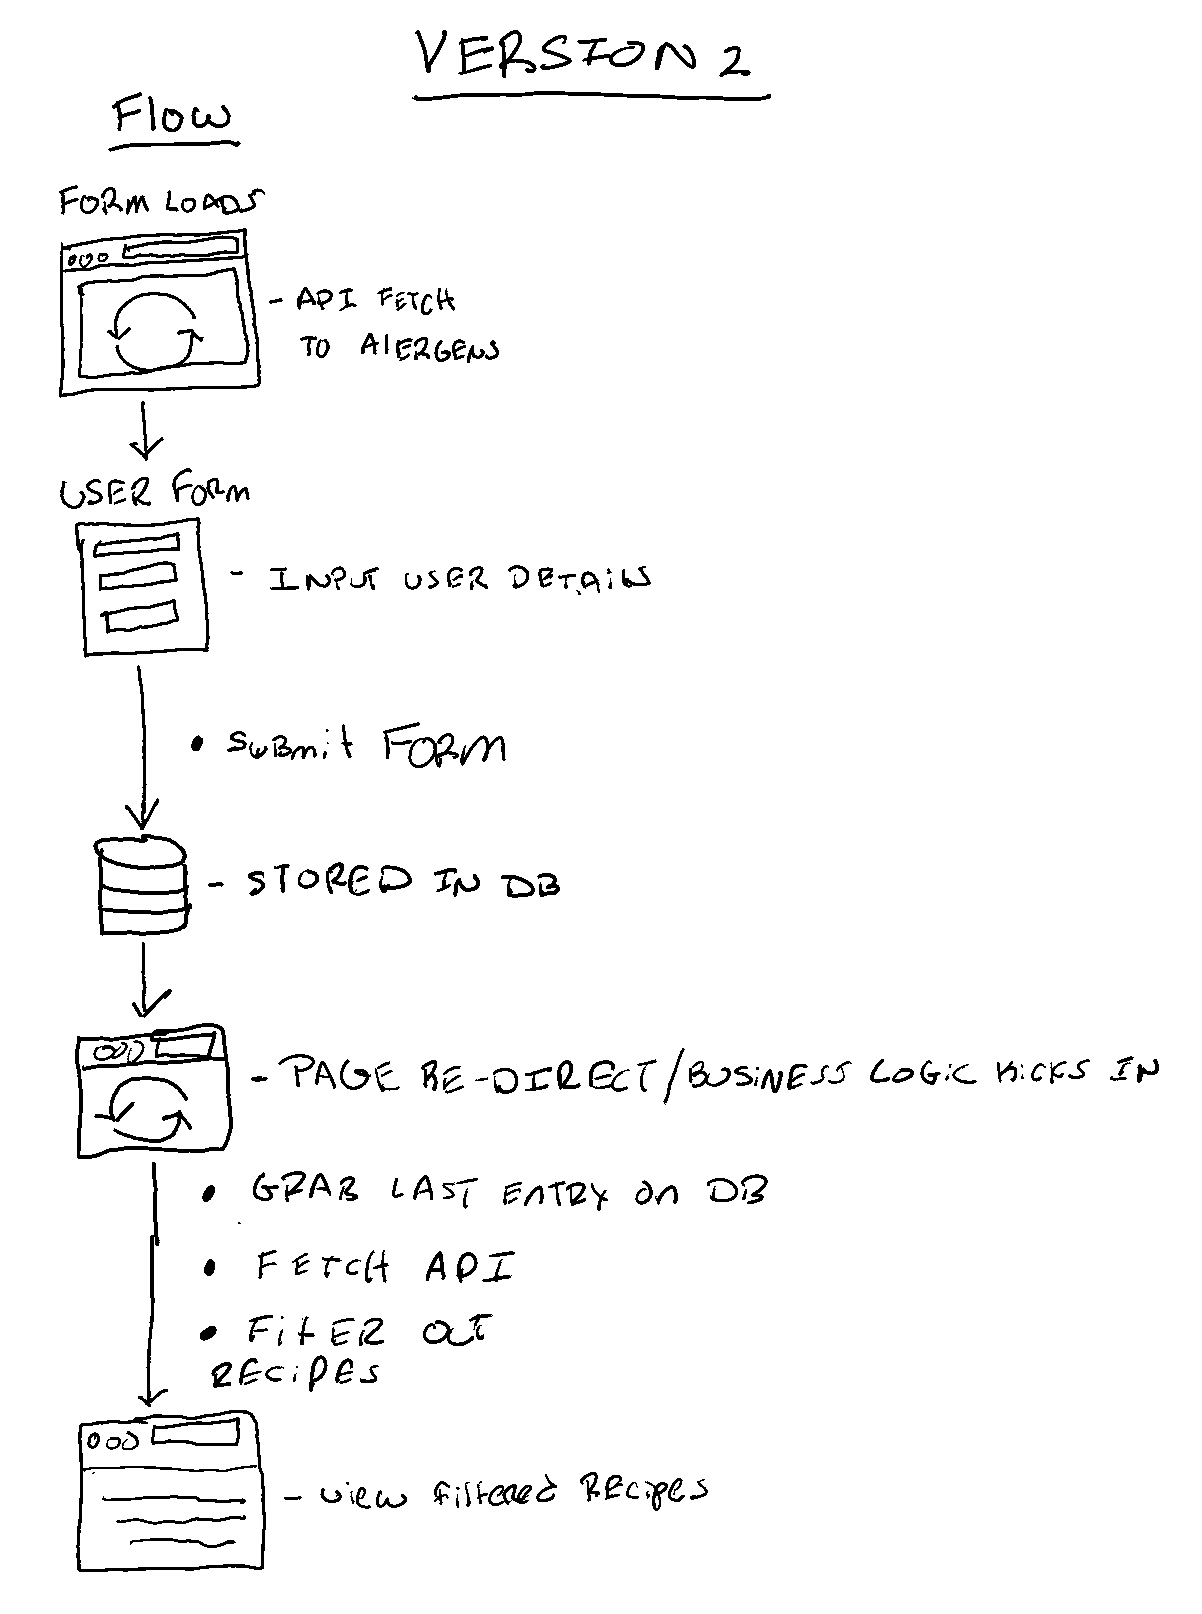 VERSION 2
Flow
FORM LOADS
- API FETCH
TO AlERGENS
USER FORM
- INPUT USER DETAILS
• Submit FORM
- STORED IN DB
- PAGE RE-DIRECT/BUSINESS LOGIC KICKS IN
• GRAB LAST ENTRY ON DB
• FETCH API
• FilTER OUT
RECIPES
- view filtered Recipes